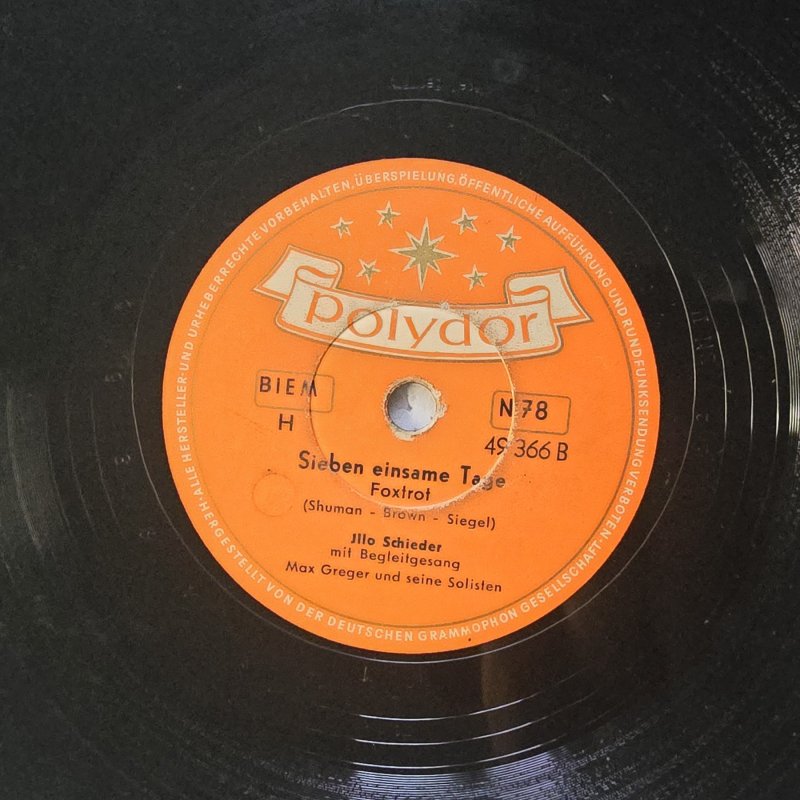 polydor
BIEM
H
N 78
49 366 B
Sieben einsame Tage
Foxtrot
(Shuman - Brown - Siegel)
Jllo Schieder
mit Begleitgesang
Max Greger und seine Solisten
ALLE HERSTELLER-UND URHEBERRECHTE VORBEHALTEN. ÜBERSPIELUNG, ÖFFENTLICHE AUFFÜHRUNG UND RUNDFUNKSENDUNG VERBOTEN.
HERGESTELLT VON DER DEUTSCHEN GRAMMOPHON GESELLSCHAFT